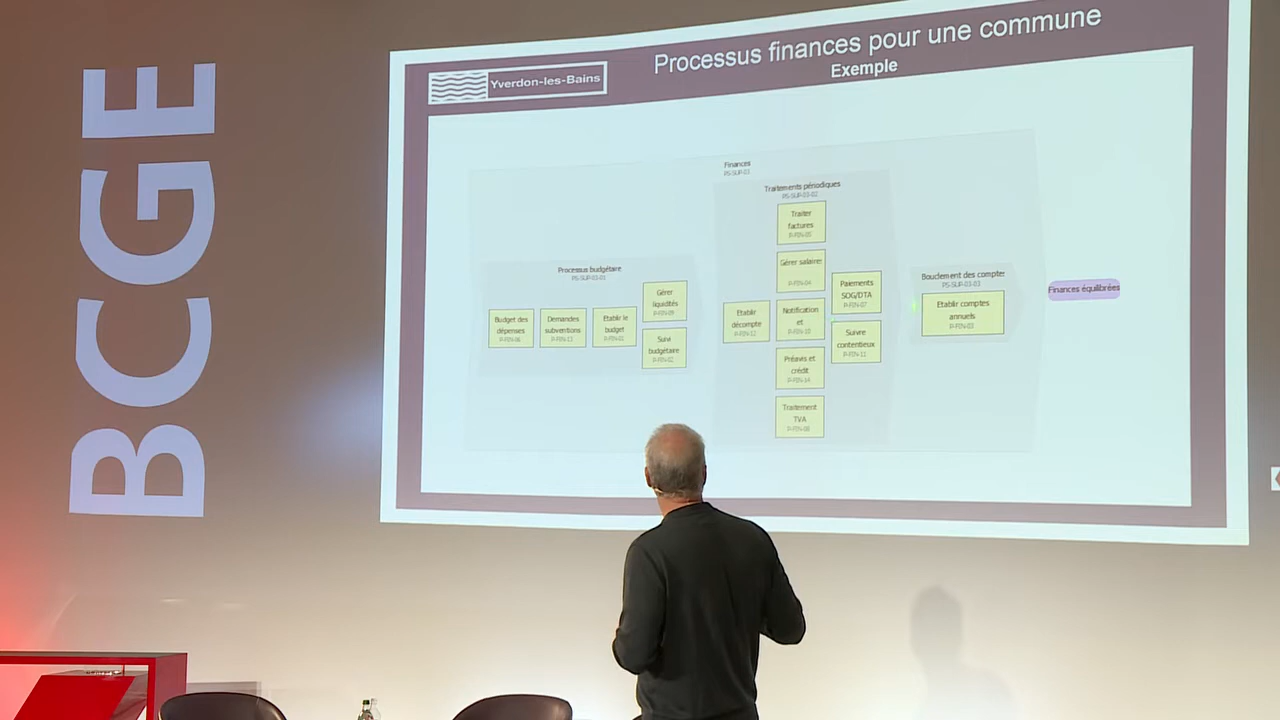 BCGE
Yverdon-les-Bains
Processus finances pour une commune
Exemple
Finances
PS-SUP-03
Processus budgétaire
PS-SUP-03-01
Budget des
dépenses
P-FIN-06
Demandes
subventions
P-FIN-13
Etablir le
budget
P-FIN-01
Gérer
liquidités
P-FIN-09
Suivi
budgétaire
P-FIN-02
Traitements périodiques
PS-SUP-03-02
Etablir
décompte
P-FIN-12
Traiter
factures
P-FIN-05
Gérer salaires
P-FIN-04
Notification
et
P-FIN-10
Préavis et
crédit
P-FIN-14
Traitement
TVA
P-FIN-08
Paiements
SOG/DTA
P-FIN-07
Suivre
contentieux
P-FIN-11
Bouclement des comptes
PS-SUP-03-03
Etablir comptes
annuels
P-FIN-03
Finances équilibrées